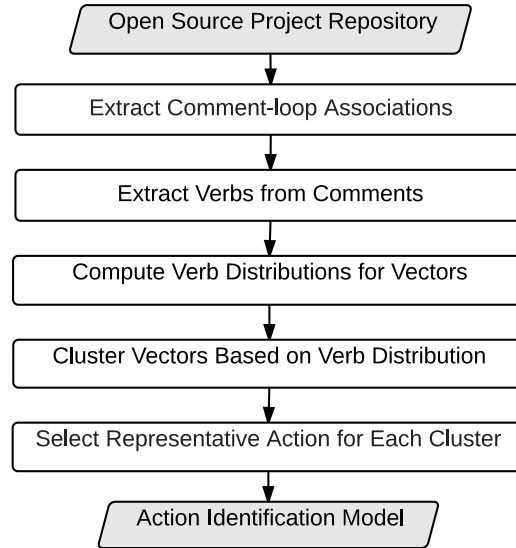 Open Source Project Repository
Extract Comment-loop Associations
Extract Verbs from Comments
Compute Verb Distributions for Vectors
Cluster Vectors Based on Verb Distribution
Select Representative Action for Each Cluster
Action Identification Model